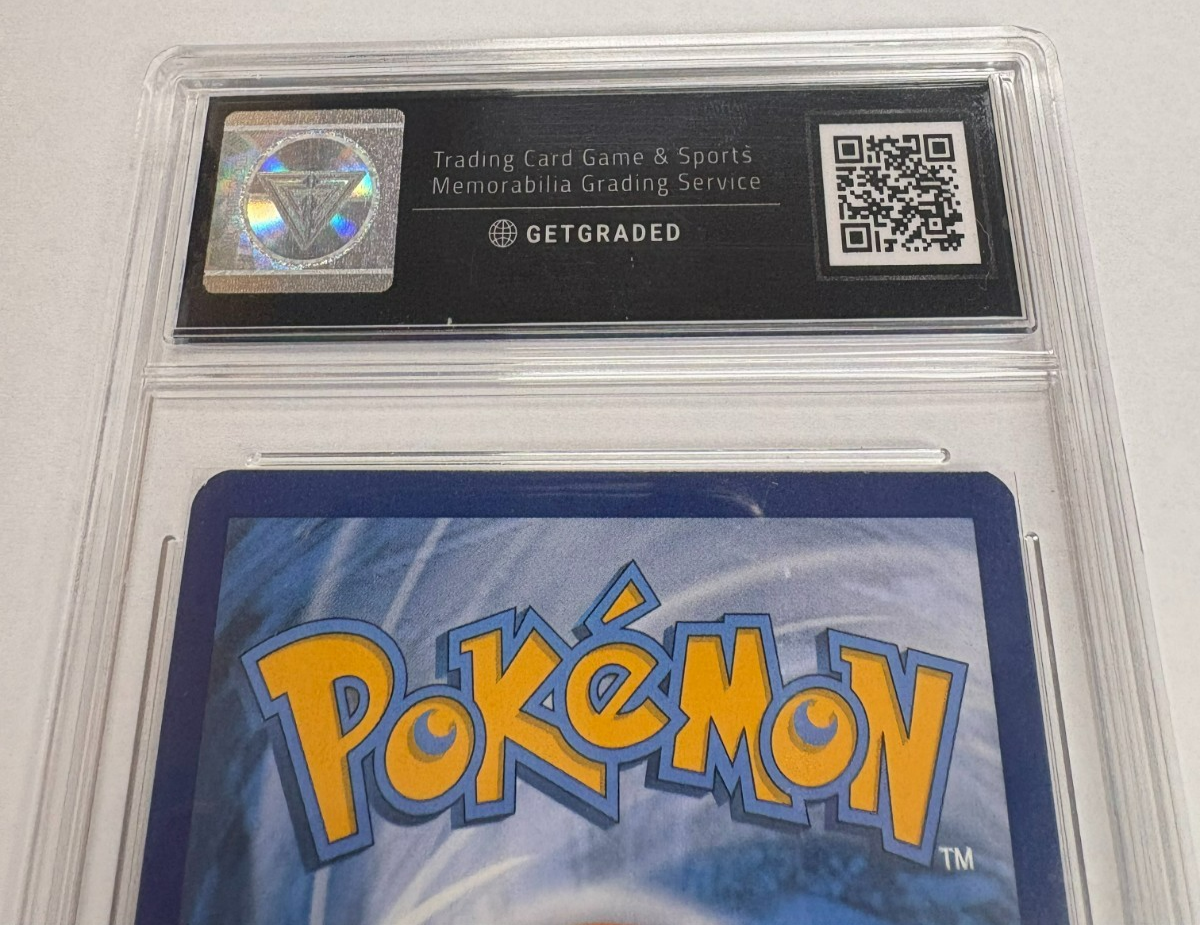 Trading Card Game & Sports
Memorabilia Grading Service
GETGRADED
POKéMON
TM